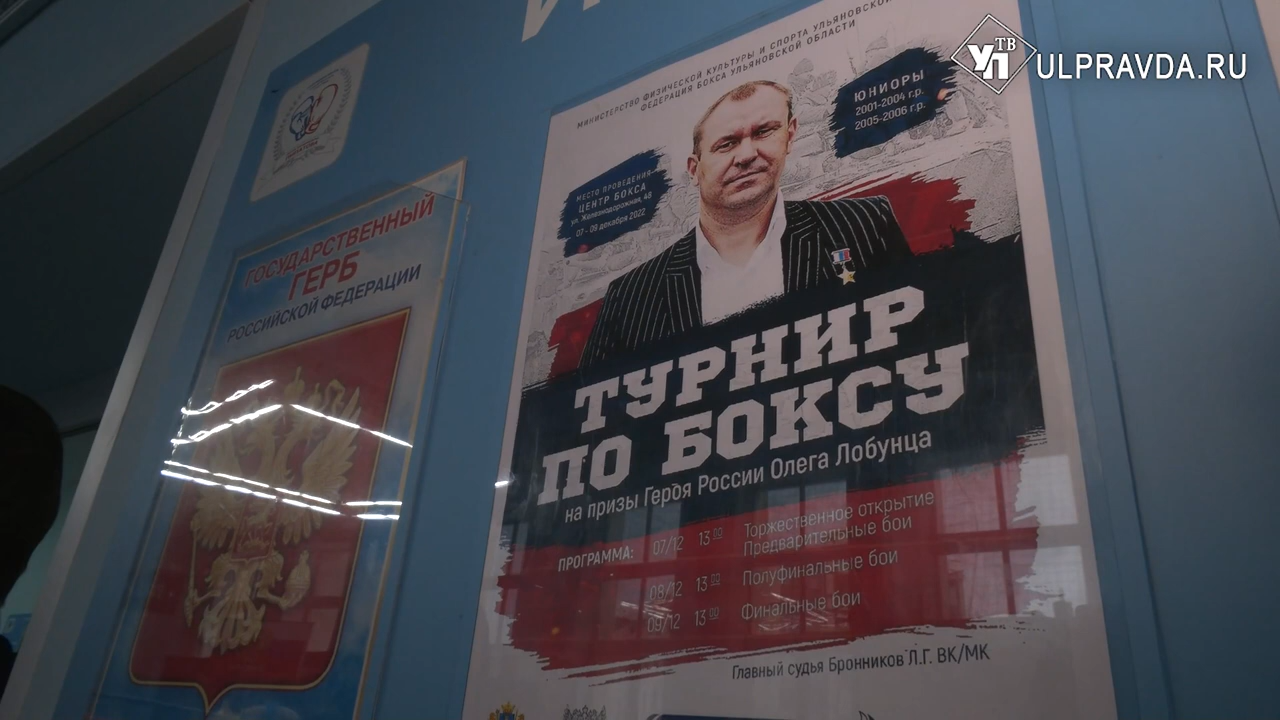 УП ТВ
ULPRAVDA.RU
ГОСУДАРСТВЕННЫЙ
ГЕРБ
РОССИЙСКОЙ ФЕДЕРАЦИИ
МИНИСТЕРСТВО ФИЗИЧЕСКОЙ КУЛЬТУРЫ И СПОРТА УЛЬЯНОВСКОЙ
ФЕДЕРАЦИЯ БОКСА УЛЬЯНОВСКОЙ ОБЛАСТИ
ЮНИОРЫ
2001-2004 г.р.
2005-2006 г.р.
МЕСТО ПРОВЕДЕНИЯ
ЦЕНТР БОКСА
ул. Железнодорожная, 48
07 - 09 декабря 2022
ТУРНИР
ПО БОКСУ
на призы Героя России Олега Лобунца
ПРОГРАММА: 07/12 13 00 Торжественное открытие
Предварительные бои
08/12 13 00 Полуфинальные бои
09/12 13 00 Финальные бои
Главный судья Бронников Л.Г. ВК/МК